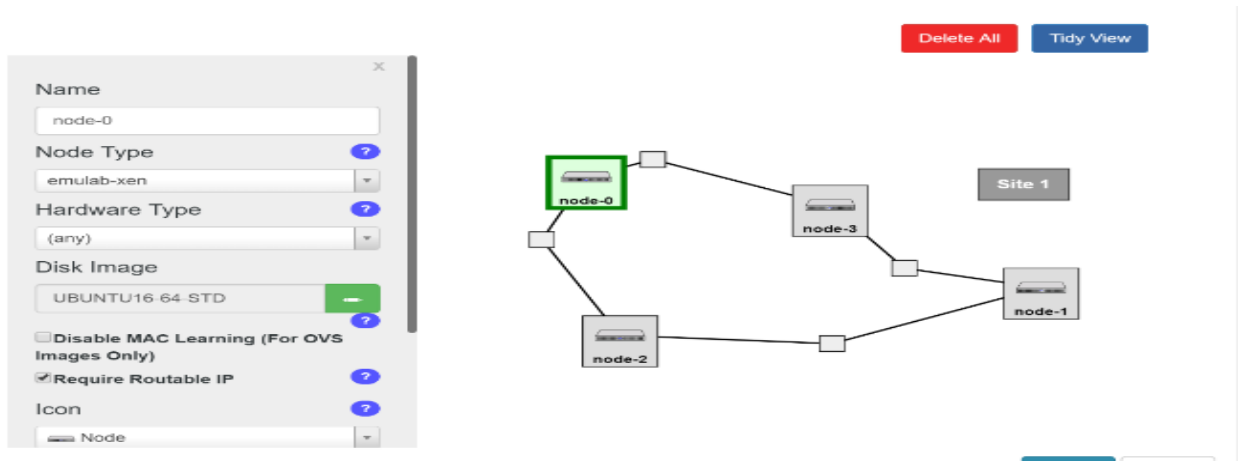 Delete All
Tidy View
×
Name
node-0
Node Type
?
emulab-xen
Hardware Type
?
(any)
Disk Image
UBUNTU16-64-STD
?
Disable MAC Learning (For OVS
Images Only)
Require Routable IP
?
Icon
?
Node
node-0
node-3
Site 1
node-1
node-2